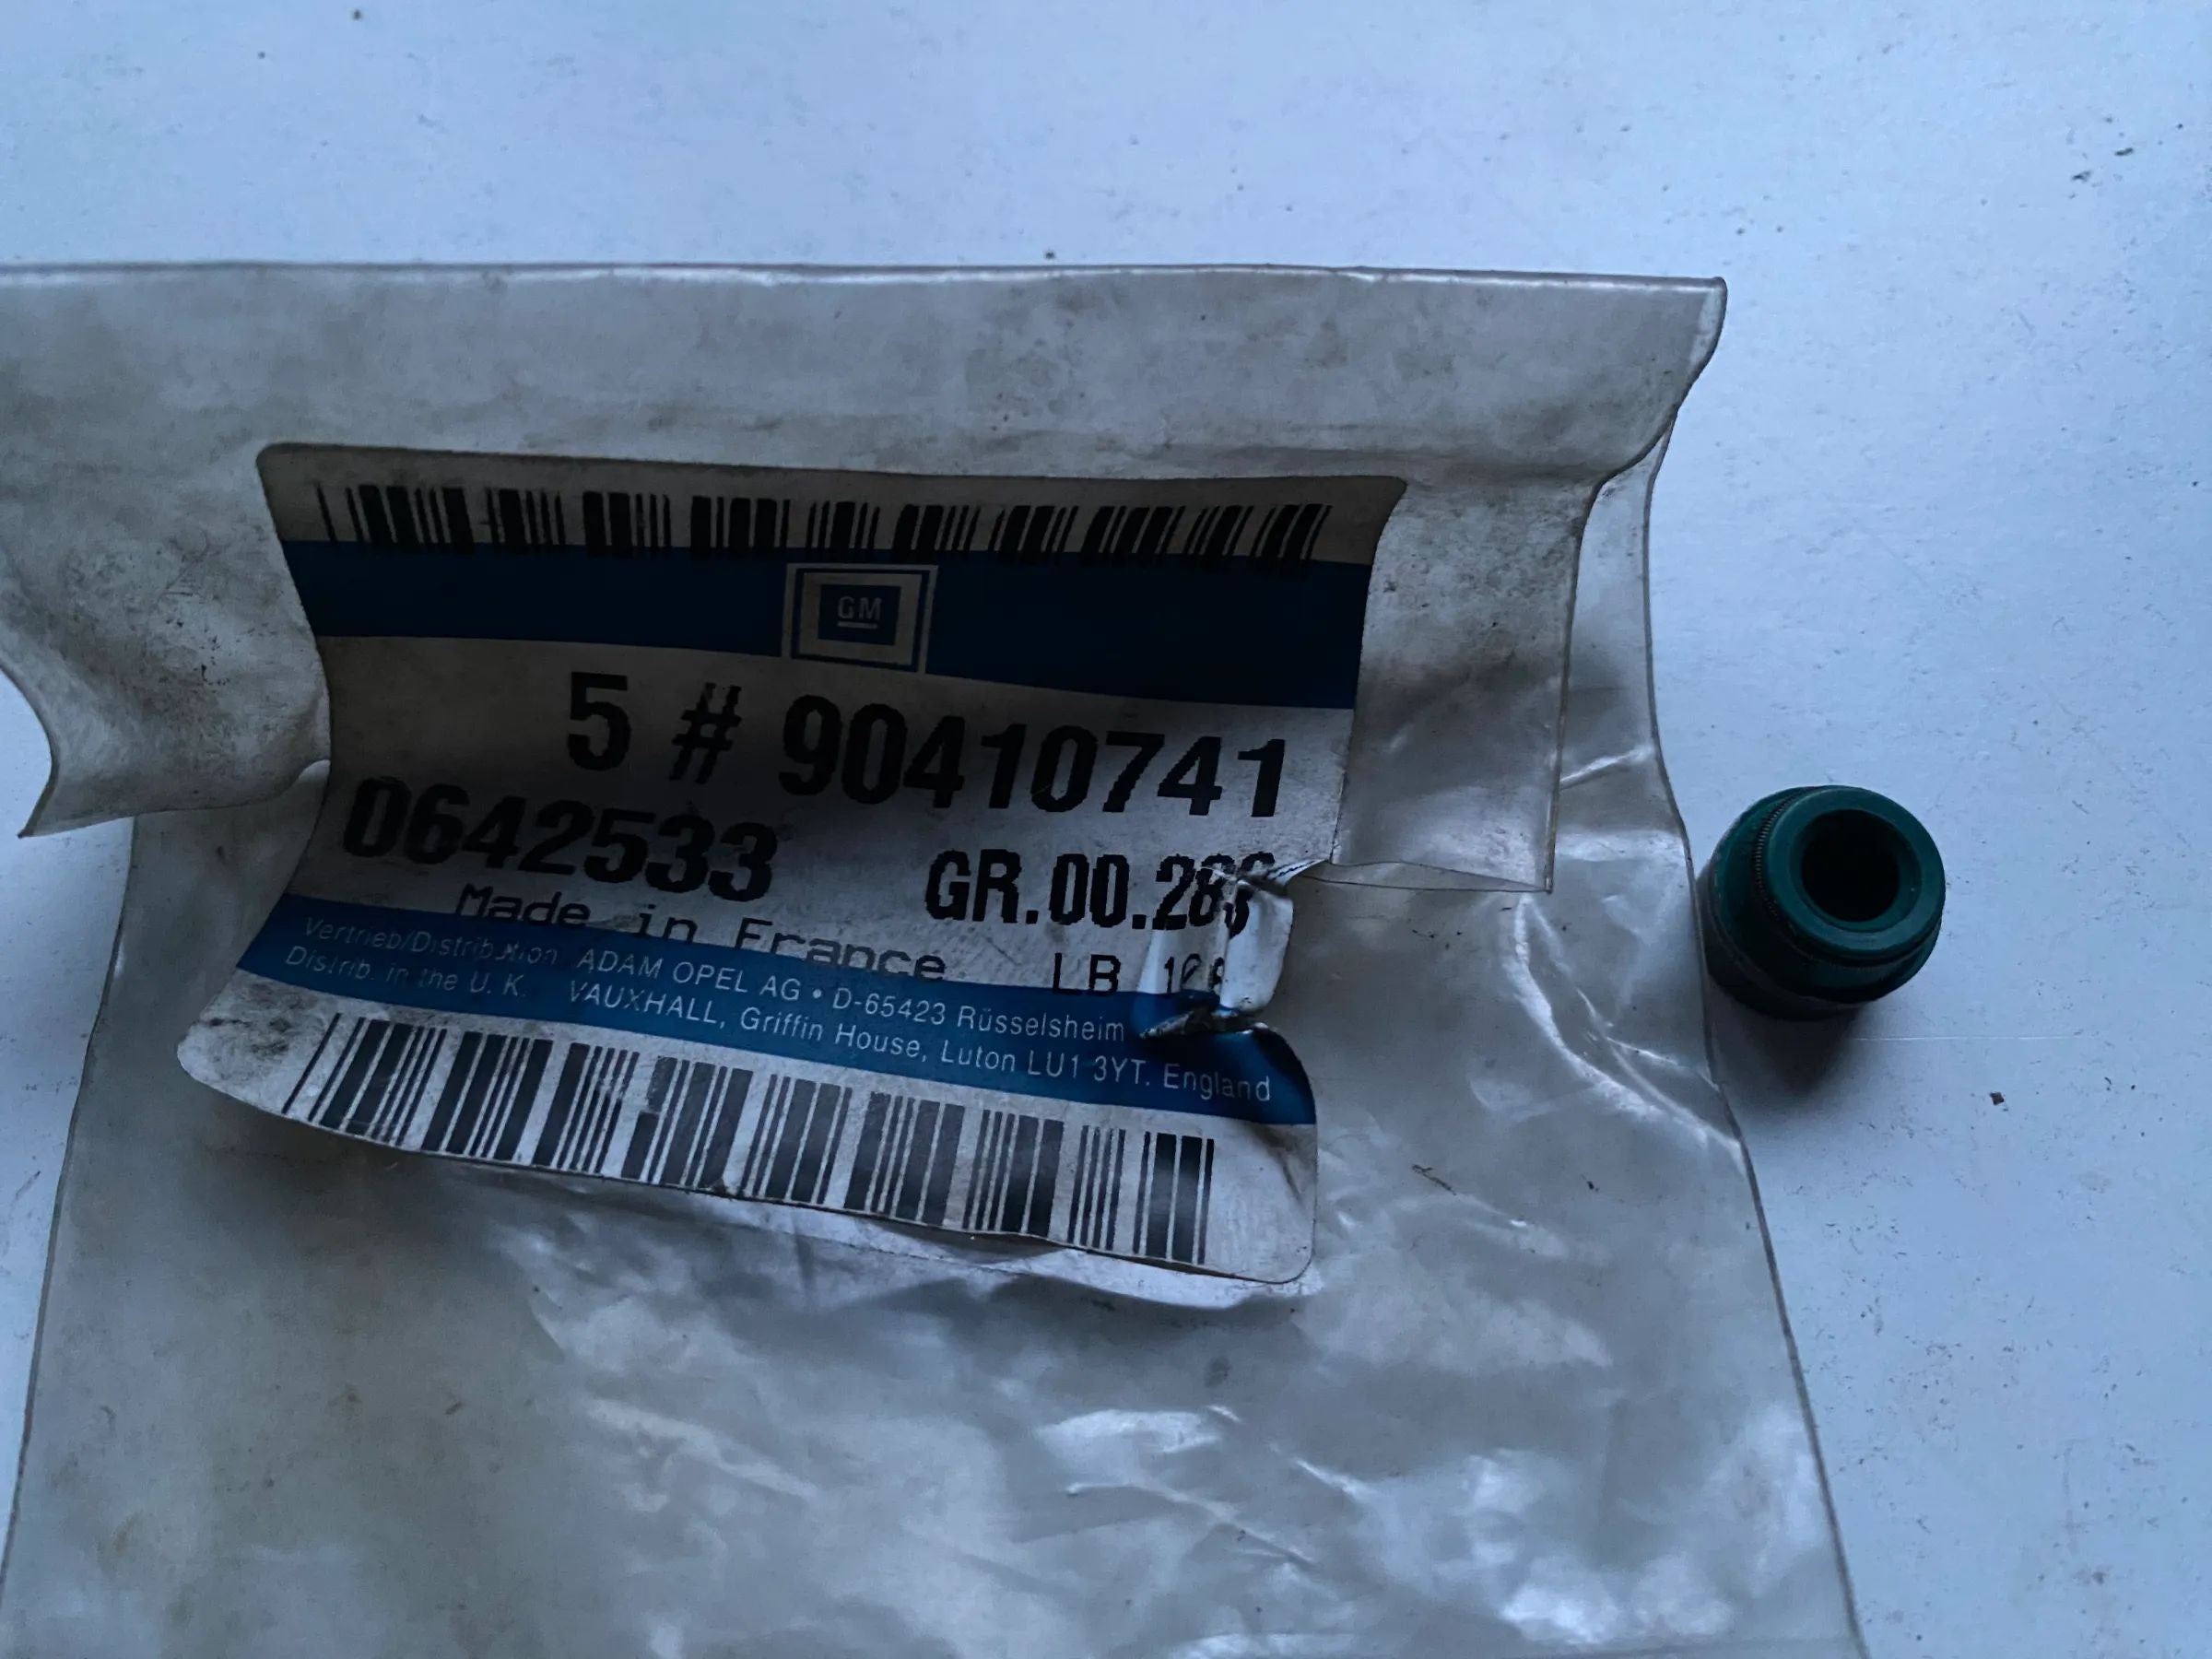 GM
5 # 90410741
0642533 GR.00.283
Made in France LB
Vertrieb/Distribution ADAM OPEL AG • D-65423 Rüsselsheim
Distrib. in the U. K. VAUXHALL, Griffin House, Luton LU1 3YT. England